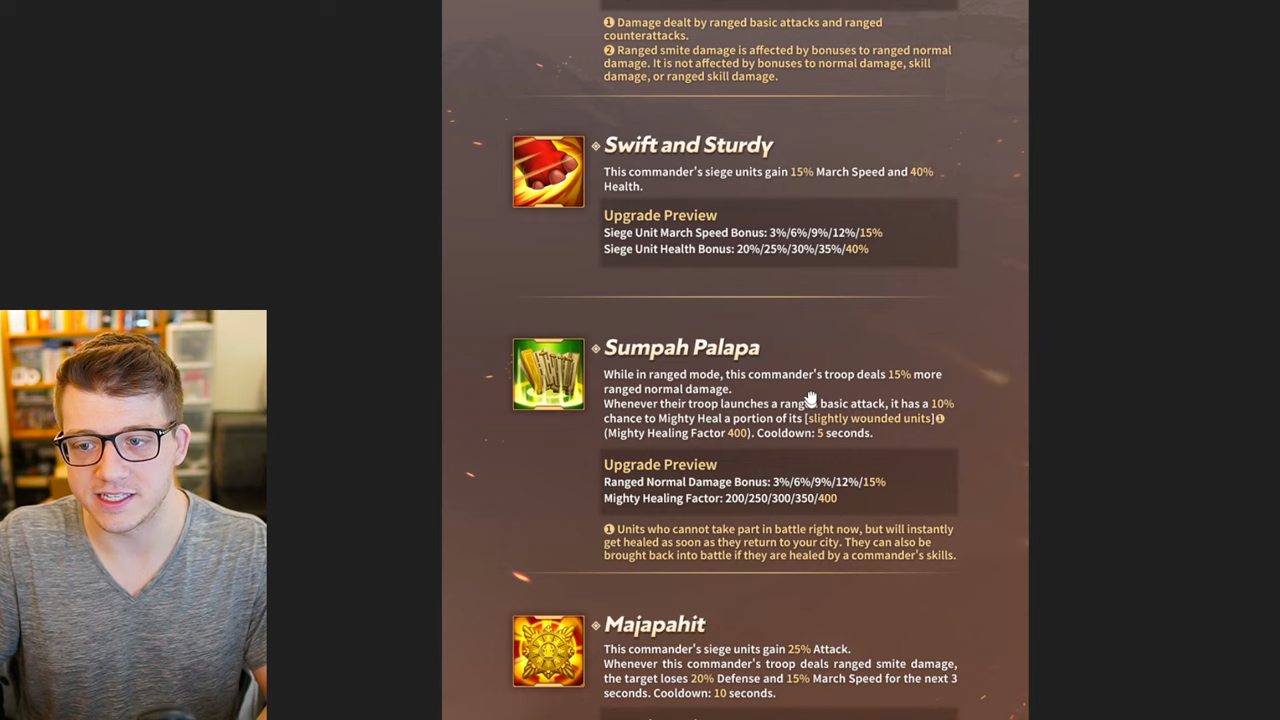 ❶ Damage dealt by ranged basic attacks and ranged
counterattacks.
❷ Ranged smite damage is affected by bonuses to ranged normal
damage. It is not affected by bonuses to normal damage, skill
damage, or ranged skill damage.
Swift and Sturdy
This commander's siege units gain 15% March Speed and 40%
Health.
Upgrade Preview
Siege Unit March Speed Bonus: 3%/6%/9%/12%/15%
Siege Unit Health Bonus: 20%/25%/30%/35%/40%
Sumpah Palapa
While in ranged mode, this commander's troop deals 15% more
ranged normal damage.
Whenever their troop launches a ranged basic attack, it has a 10%
chance to Mighty Heal a portion of its [slightly wounded units]❶
(Mighty Healing Factor 400). Cooldown: 5 seconds.
Upgrade Preview
Ranged Normal Damage Bonus: 3%/6%/9%/12%/15%
Mighty Healing Factor: 200/250/300/350/400
❶ Units who cannot take part in battle right now, but will instantly
get healed as soon as they return to your city. They can also be
brought back into battle if they are healed by a commander's skills.
Majapahit
This commander's siege units gain 25% Attack.
Whenever this commander's troop deals ranged smite damage,
the target loses 20% Defense and 15% March Speed for the next 3
seconds. Cooldown: 10 seconds.